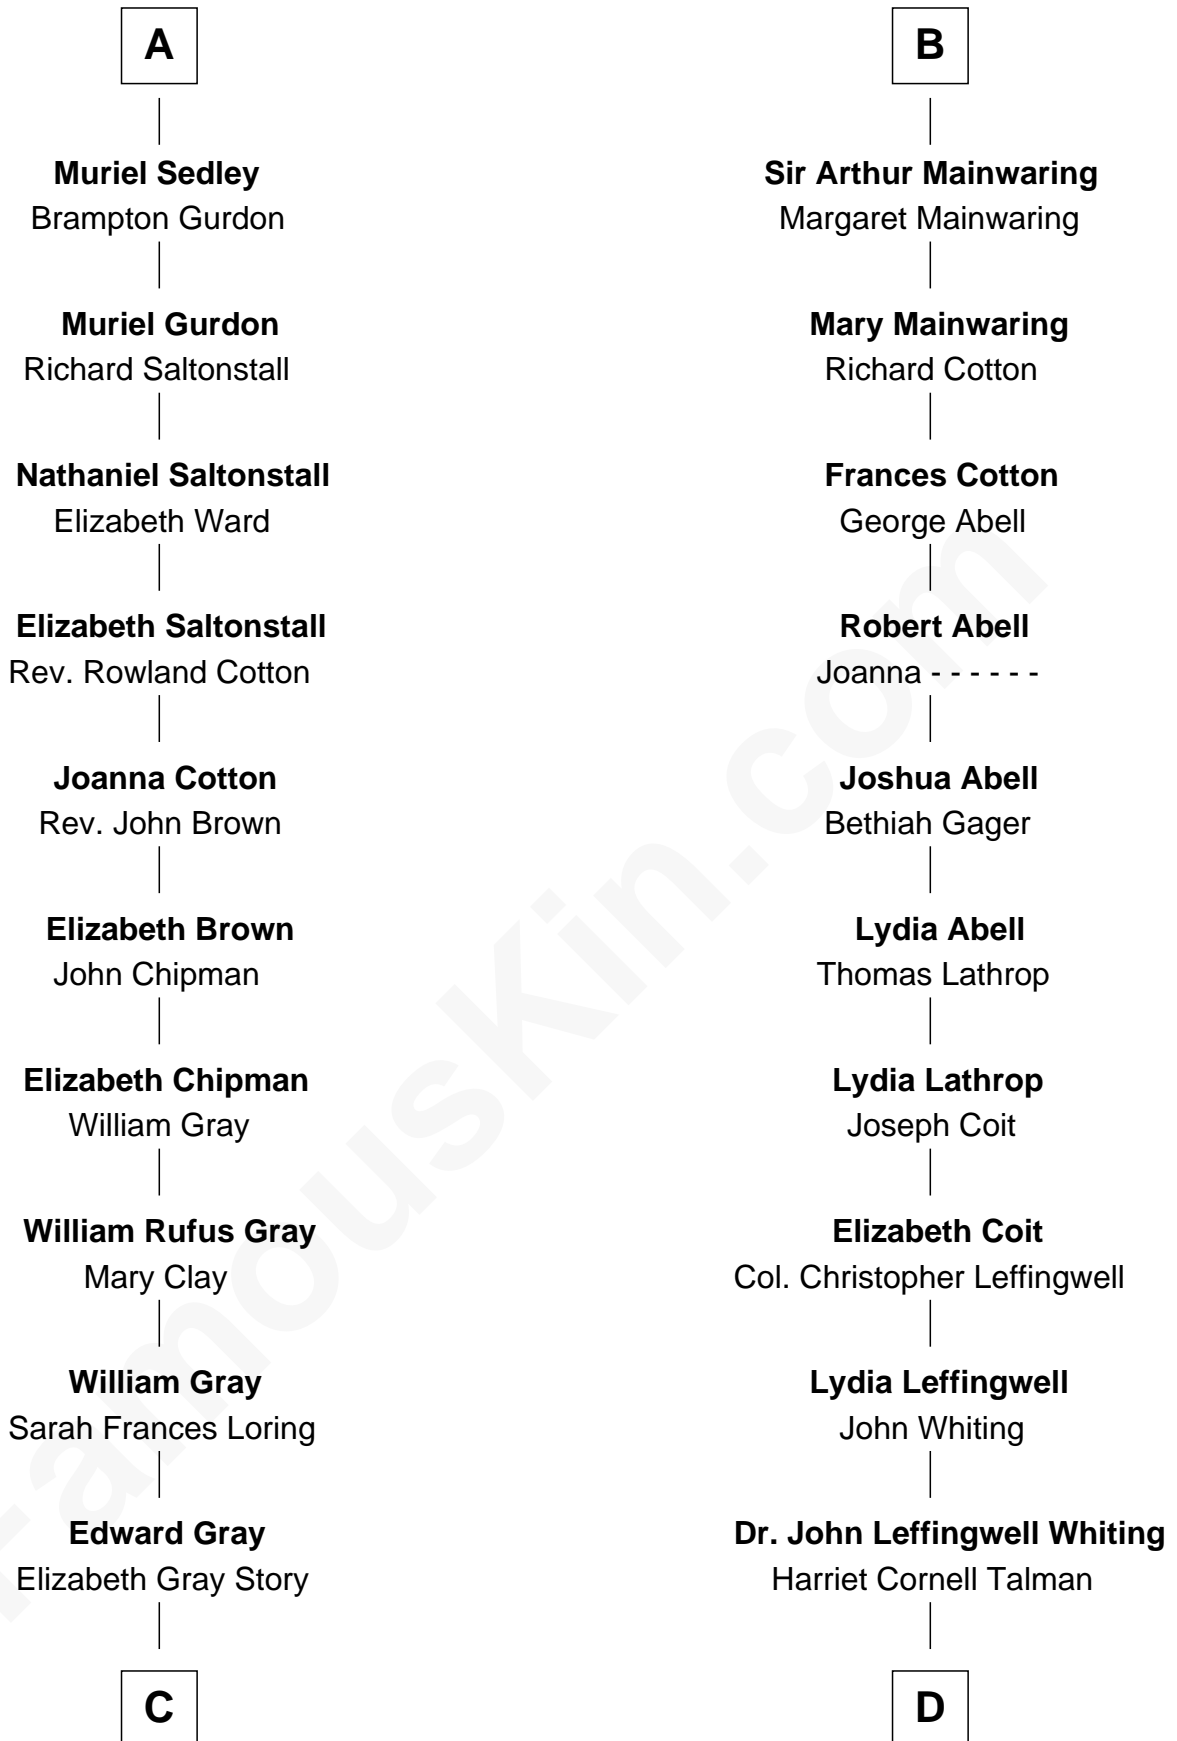 A
Muriel Sedley
Brampton Gurdon
Muriel Gurdon
Richard Saltonstall
Nathaniel Saltonstall
Elizabeth Ward
Elizabeth Saltonstall
Rev. Rowland Cotton
Joanna Cotton
Rev. John Brown
Elizabeth Brown
John Chipman
Elizabeth Chipman
William Gray
William Rufus Gray
Mary Clay
William Gray
Sarah Frances Loring
Edward Gray
Elizabeth Gray Story
C
B
Sir Arthur Mainwaring
Margaret Mainwaring
Mary Mainwaring
Richard Cotton
Frances Cotton
George Abell
Robert Abell
Joanna - - - - - -
Joshua Abell
Bethiah Gager
Lydia Abell
Thomas Lathrop
Lydia Lathrop
Joseph Coit
Elizabeth Coit
Col. Christopher Leffingwell
Lydia Leffingwell
John Whiting
Dr. John Leffingwell Whiting
Harriet Cornell Talman
D
FamousKin.com